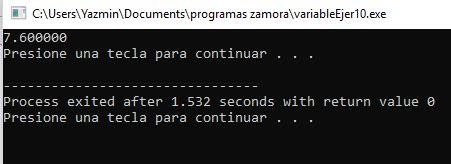 C:\Users\Yazmin\Documents\programas zamora\variableEjer10.exe
7.600000
Presione una tecla para continuar . . .
--------------------------------
Process exited after 1.532 seconds with return value 0
Presione una tecla para continuar . . .